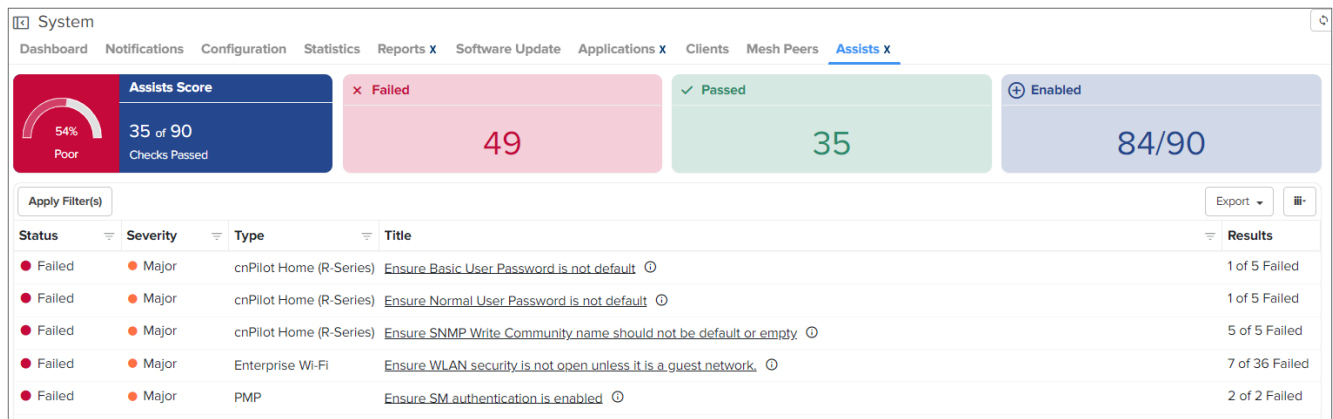 System
Dashboard Notifications Configuration Statistics Reports x Software Update Applications x Clients Mesh Peers Assists x
Assists Score
54%
Poor
35 of 90
Checks Passed
Failed
49
Passed
35
Enabled
84/90
Apply Filter(s) Export
Status Severity Type Title Results
Failed Major cnPilot Home (R-Series) Ensure Basic User Password is not default 1 of 5 Failed
Failed Major cnPilot Home (R-Series) Ensure Normal User Password is not default 1 of 5 Failed
Failed Major cnPilot Home (R-Series) Ensure SNMP Write Community name should not be default or empty 5 of 5 Failed
Failed Major Enterprise Wi-Fi Ensure WLAN security is not open unless it is a guest network. 7 of 36 Failed
Failed Major PMP Ensure SM authentication is enabled 2 of 2 Failed